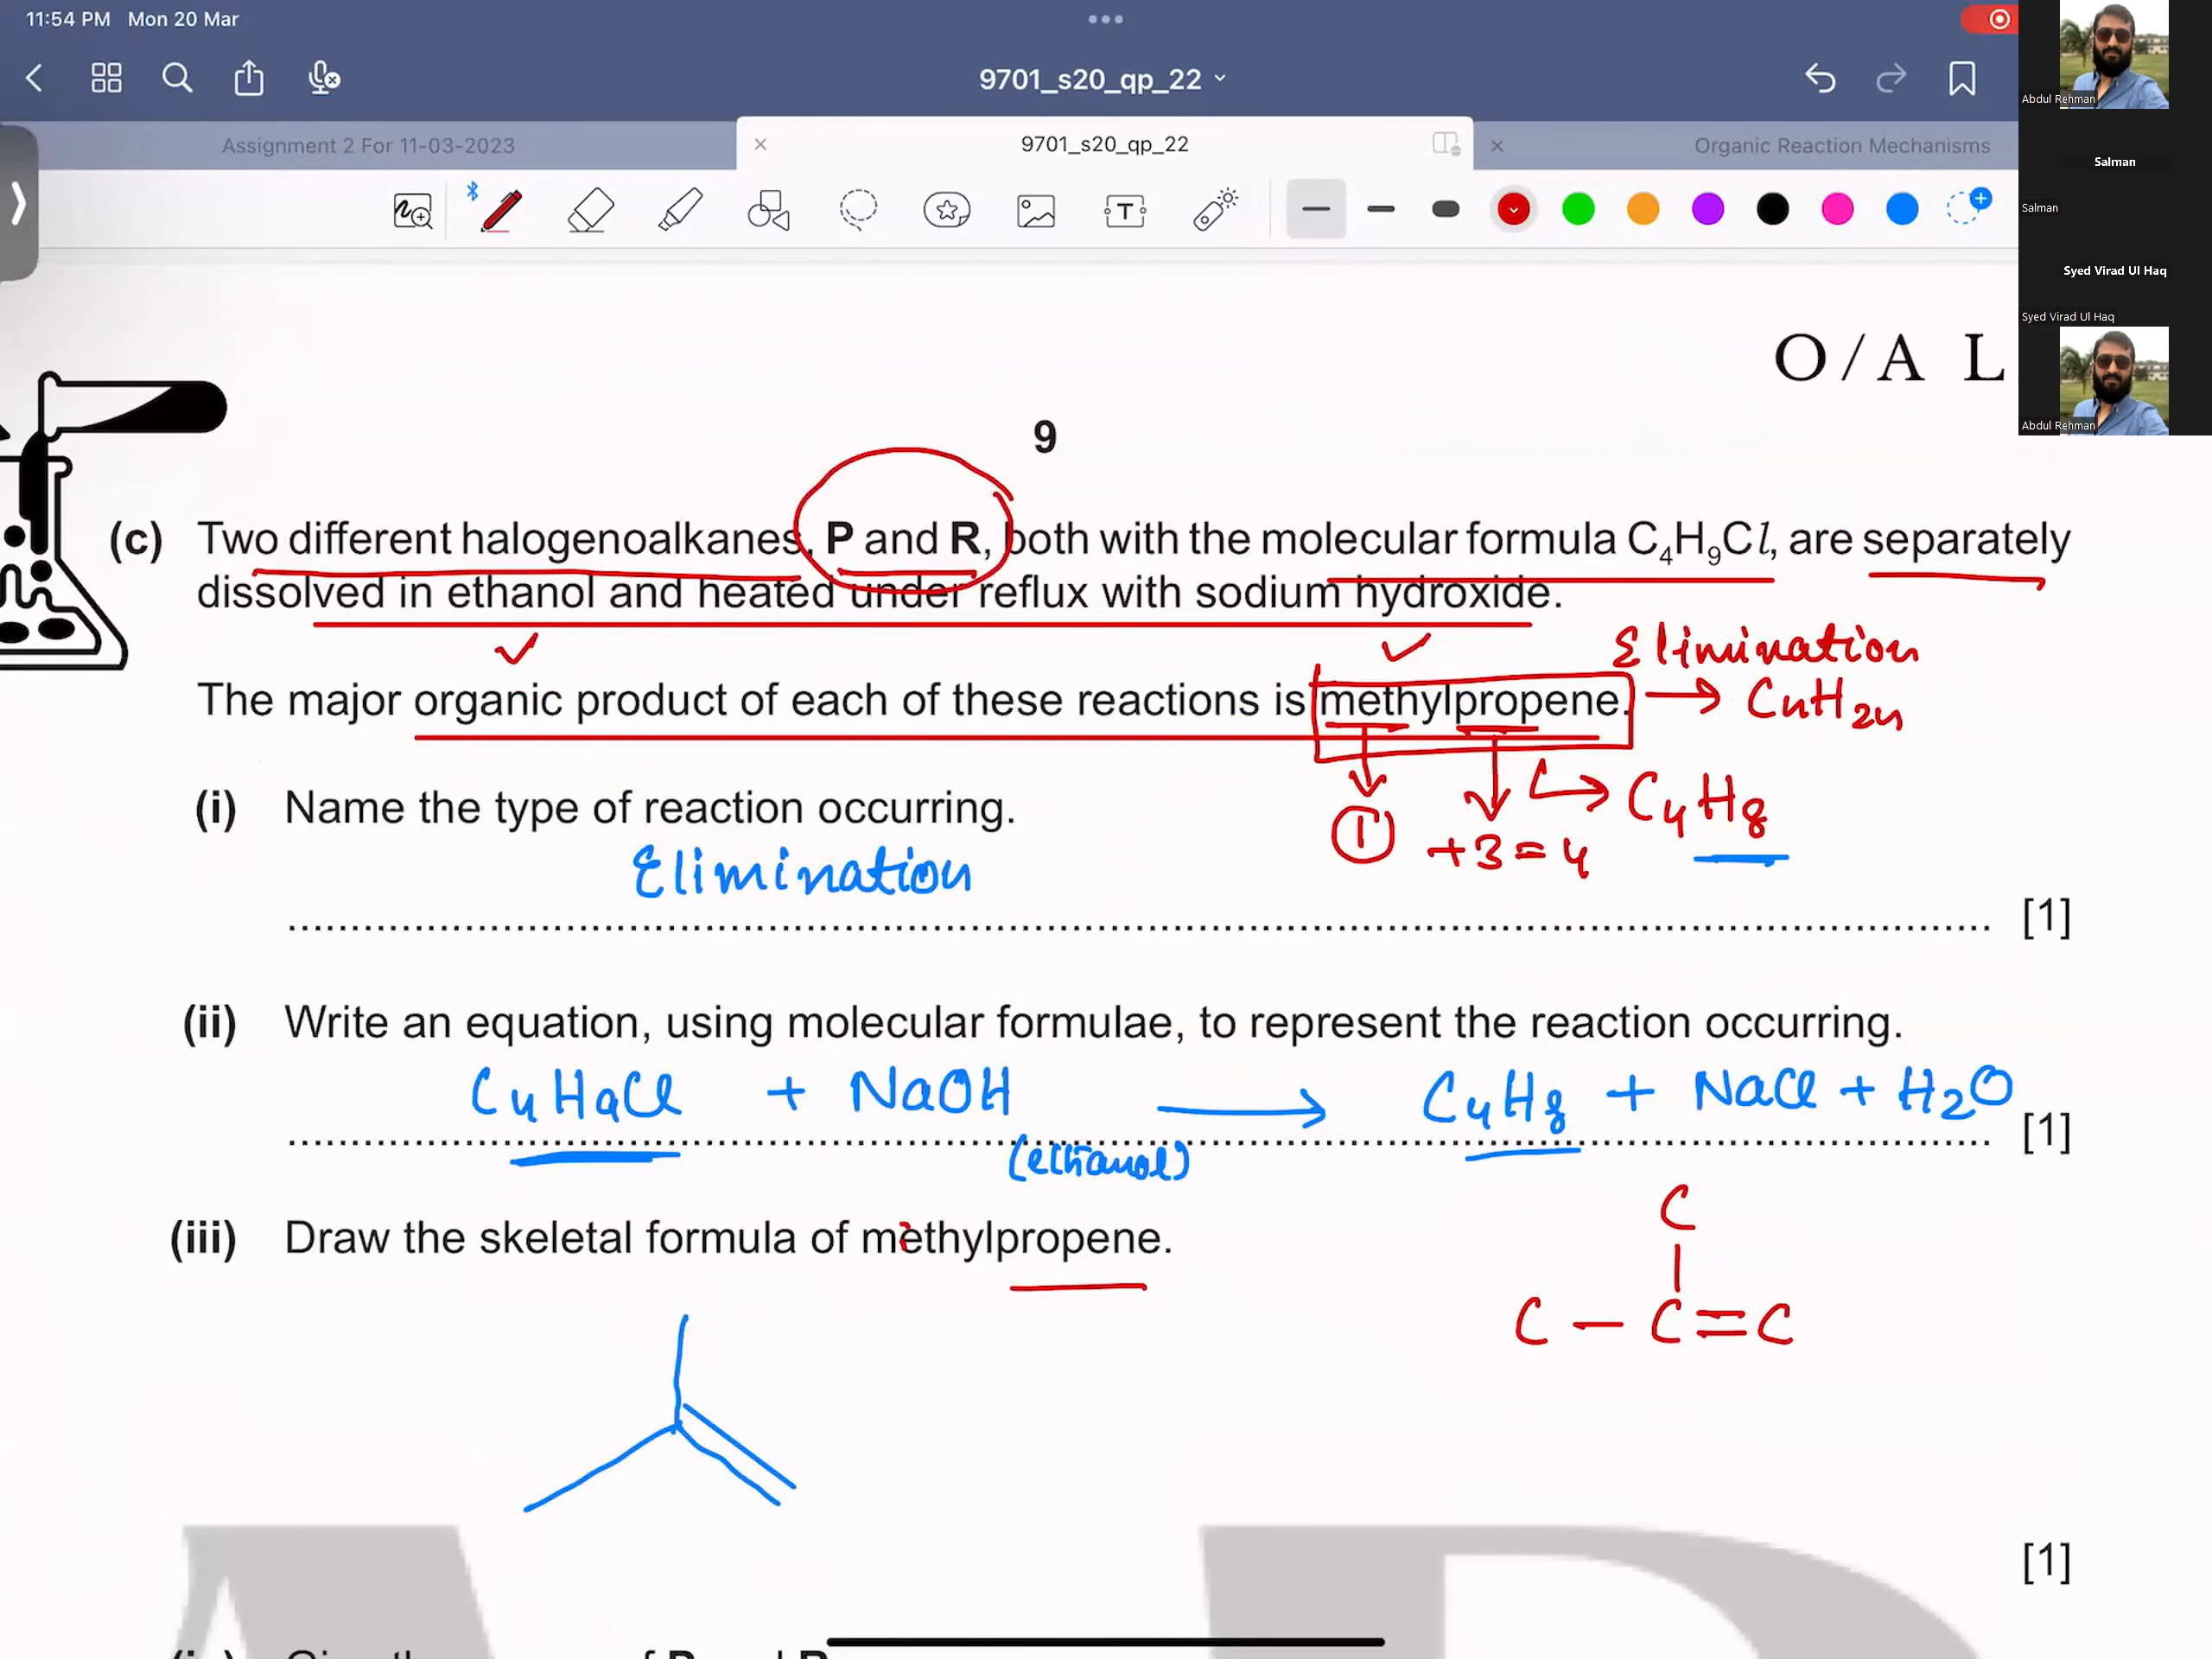 11:54 PM Mon 20 Mar
9701_s20_qp_22
Assignment 2 For 11-03-2023
9701_s20_qp_22
Organic Reaction Mechanisms
Abdul Rehman
Salman
Salman
Syed Virad Ul Haq
Syed Virad Ul Haq
Abdul Rehman
O/A L
9
(c) Two different halogenoalkanes, P and R, both with the molecular formula C₄H₉Cl, are separately
dissolved in ethanol and heated under reflux with sodium hydroxide.
Elimination
The major organic product of each of these reactions is methylpropene. → CnH2n
(i) Name the type of reaction occurring.
① +3 = 4 → C4H8
Elimination
[1]
(ii) Write an equation, using molecular formulae, to represent the reaction occurring.
C4H9Cl + NaOH → C4H8 + NaCl + H2O
[1]
(ethanol)
(iii) Draw the skeletal formula of methylpropene.
2
C
C – C = C
[1]